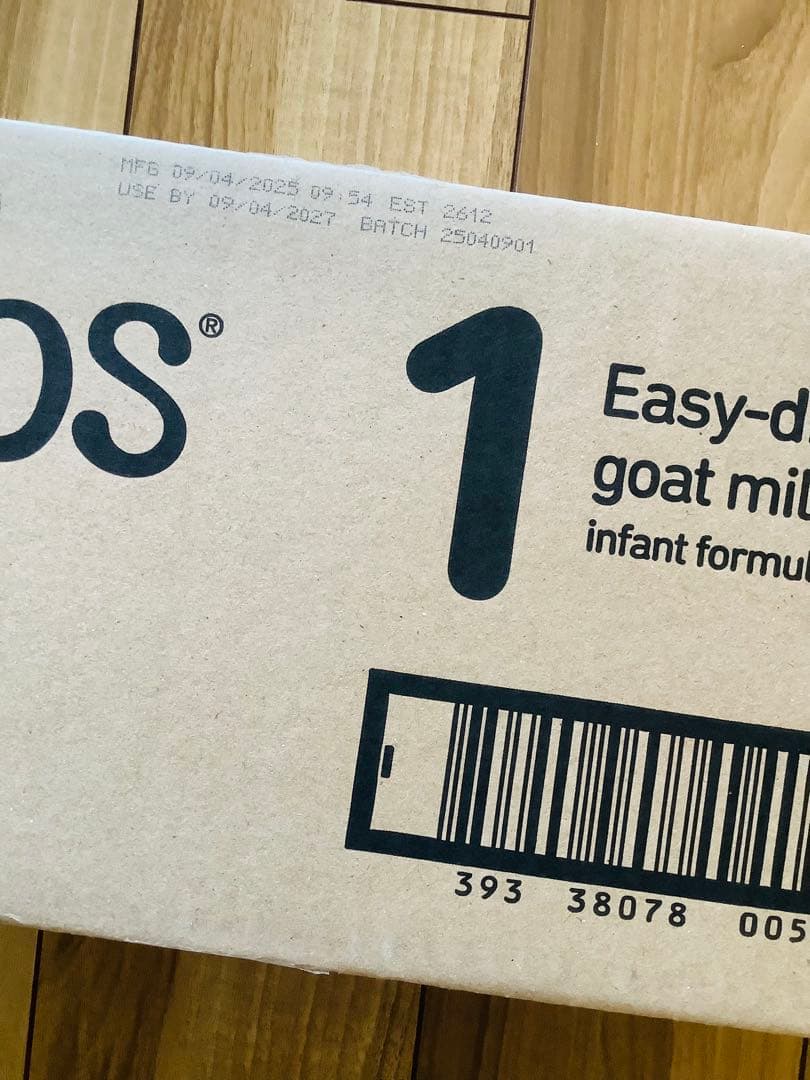 MFG 09/04/2025 09:54 EST 2612
USE BY 09/04/2027 BATCH 25040901
OS®
1
Easy-d
goat mil
infant formul
393 38078 005